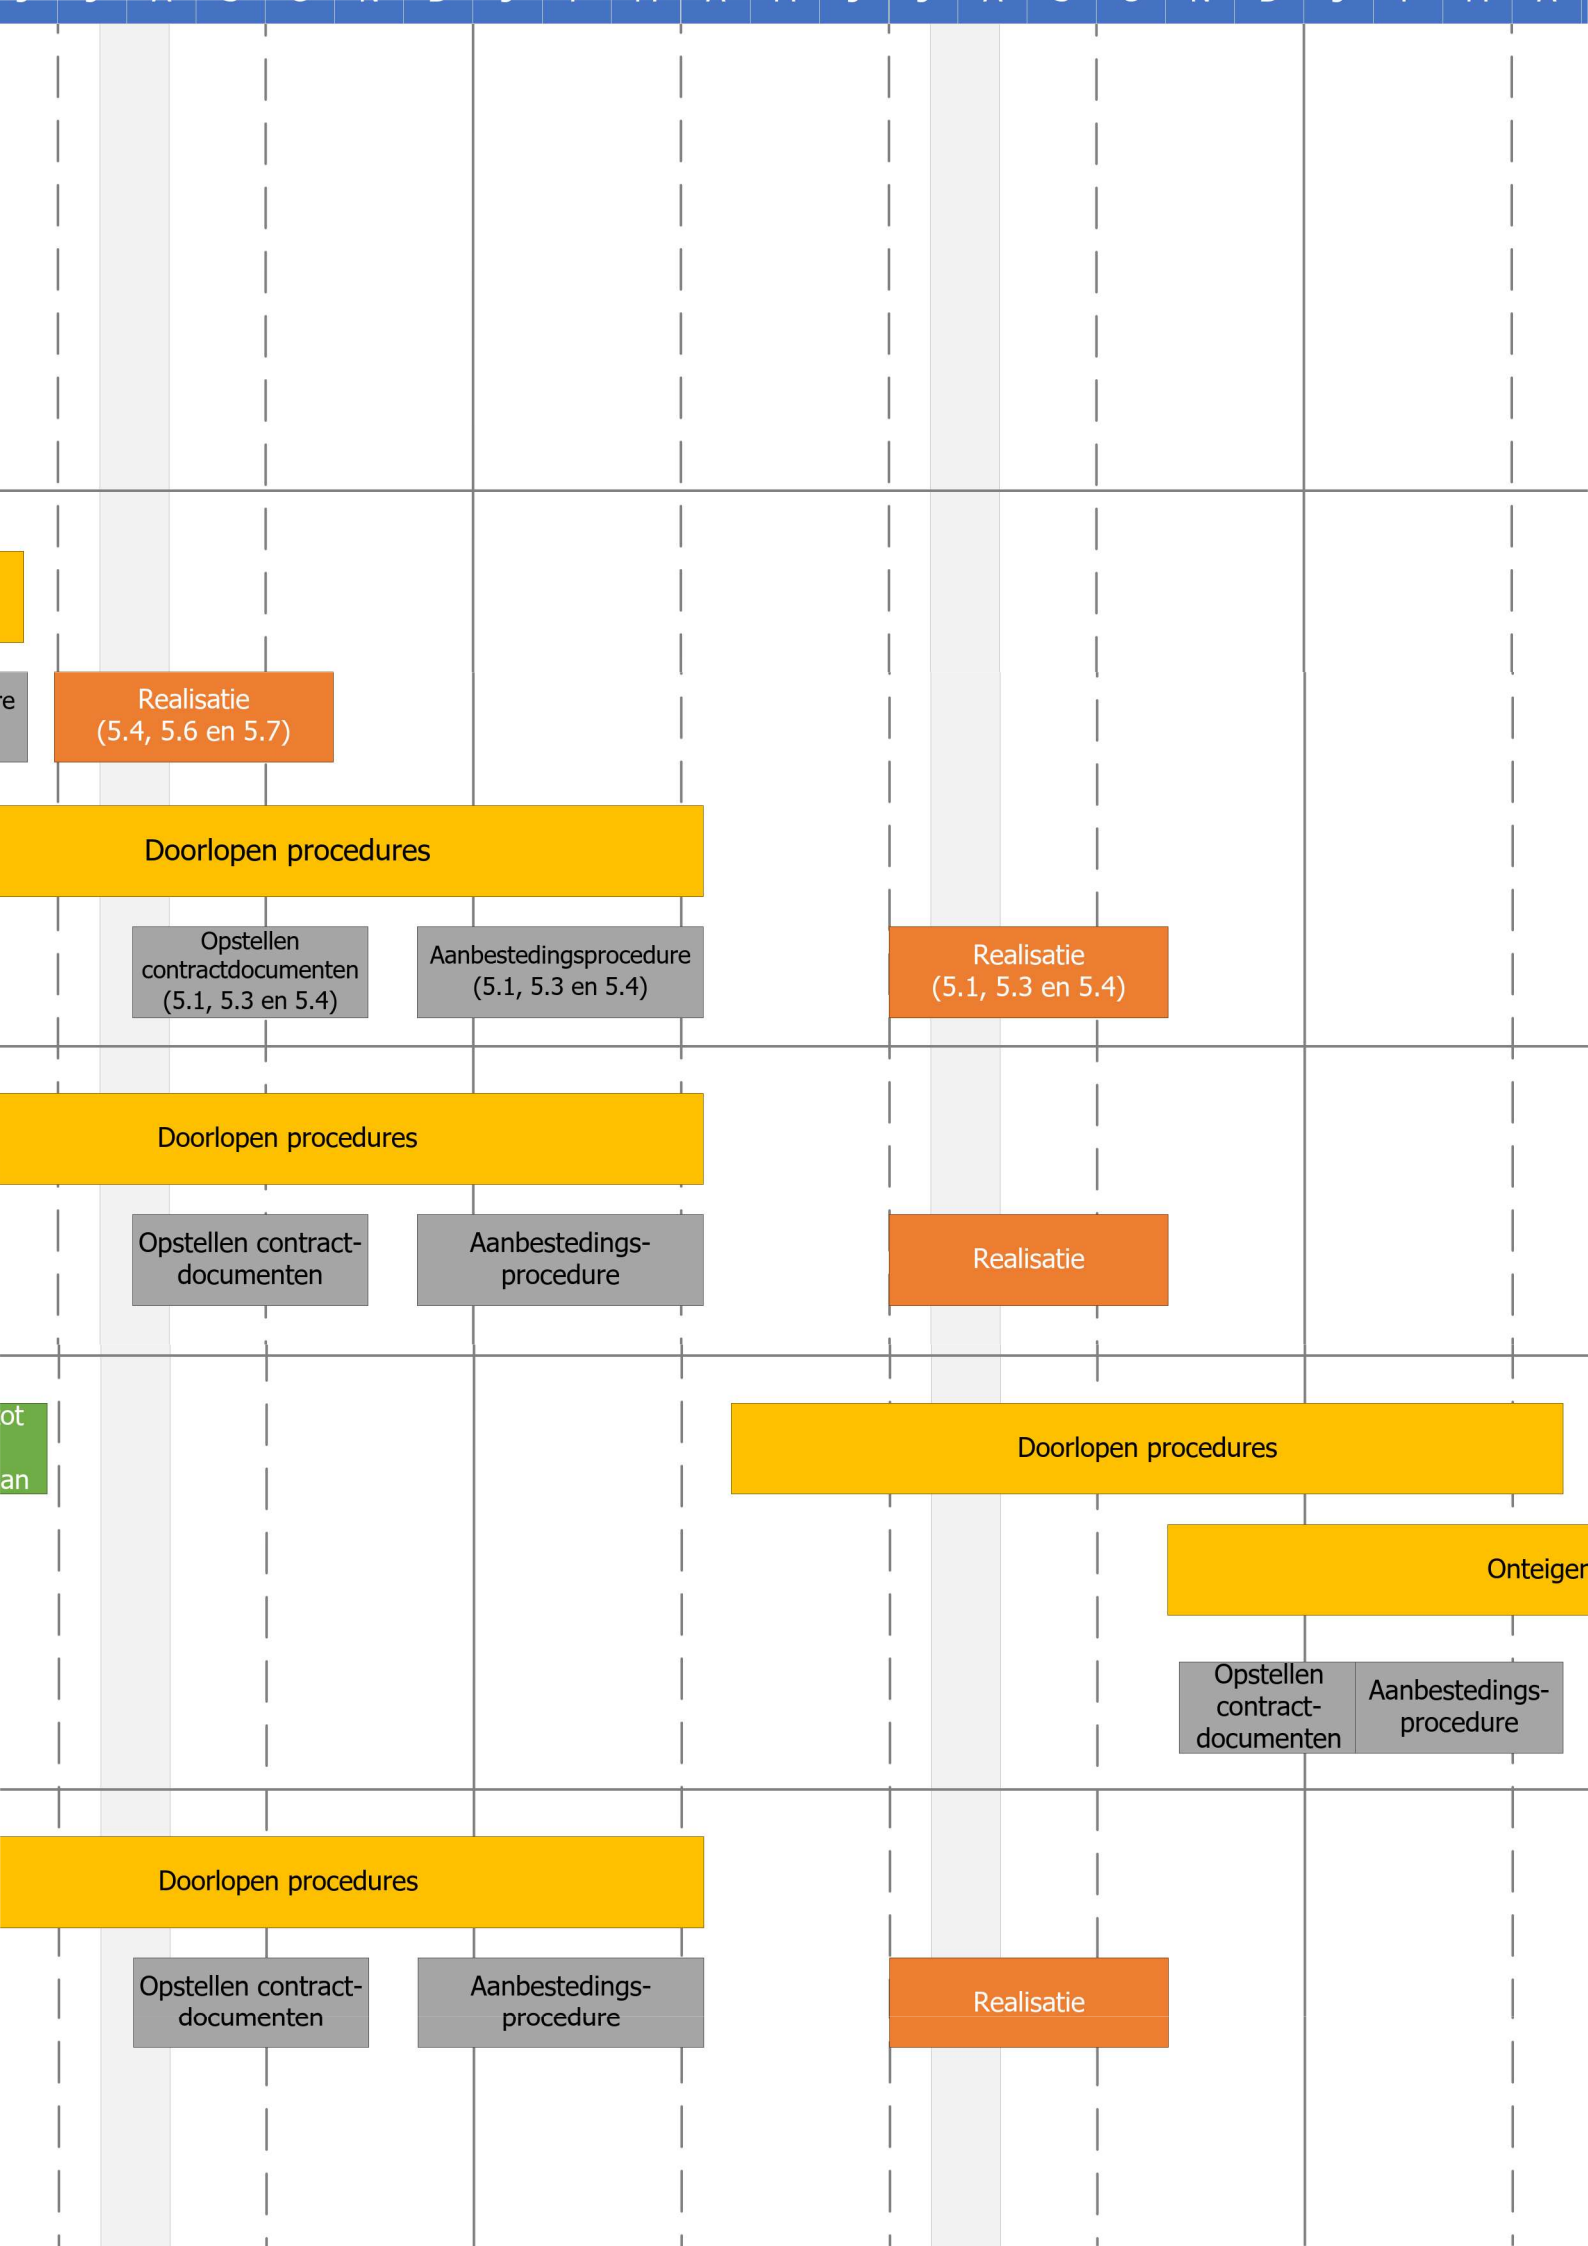 re
Realisatie
(5.4, 5.6 en 5.7)
Doorlopen procedures
Opstellen
contractdocumenten
(5.1, 5.3 en 5.4)
Aanbestedingsprocedure
(5.1, 5.3 en 5.4)
Realisatie
(5.1, 5.3 en 5.4)
Doorlopen procedures
Opstellen contract-
documenten
Aanbestedings-
procedure
Realisatie
ot
an
Doorlopen procedures
Onteigen
Opstellen
contract-
documenten
Aanbestedings-
procedure
Doorlopen procedures
Opstellen contract-
documenten
Aanbestedings-
procedure
Realisatie